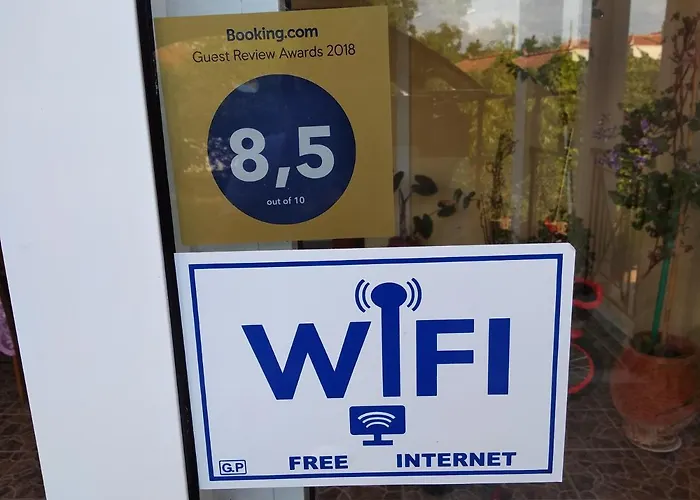 Booking.com
Guest Review Awards 2018
8,5
out of 10
WIFI
G.P FREE INTERNET